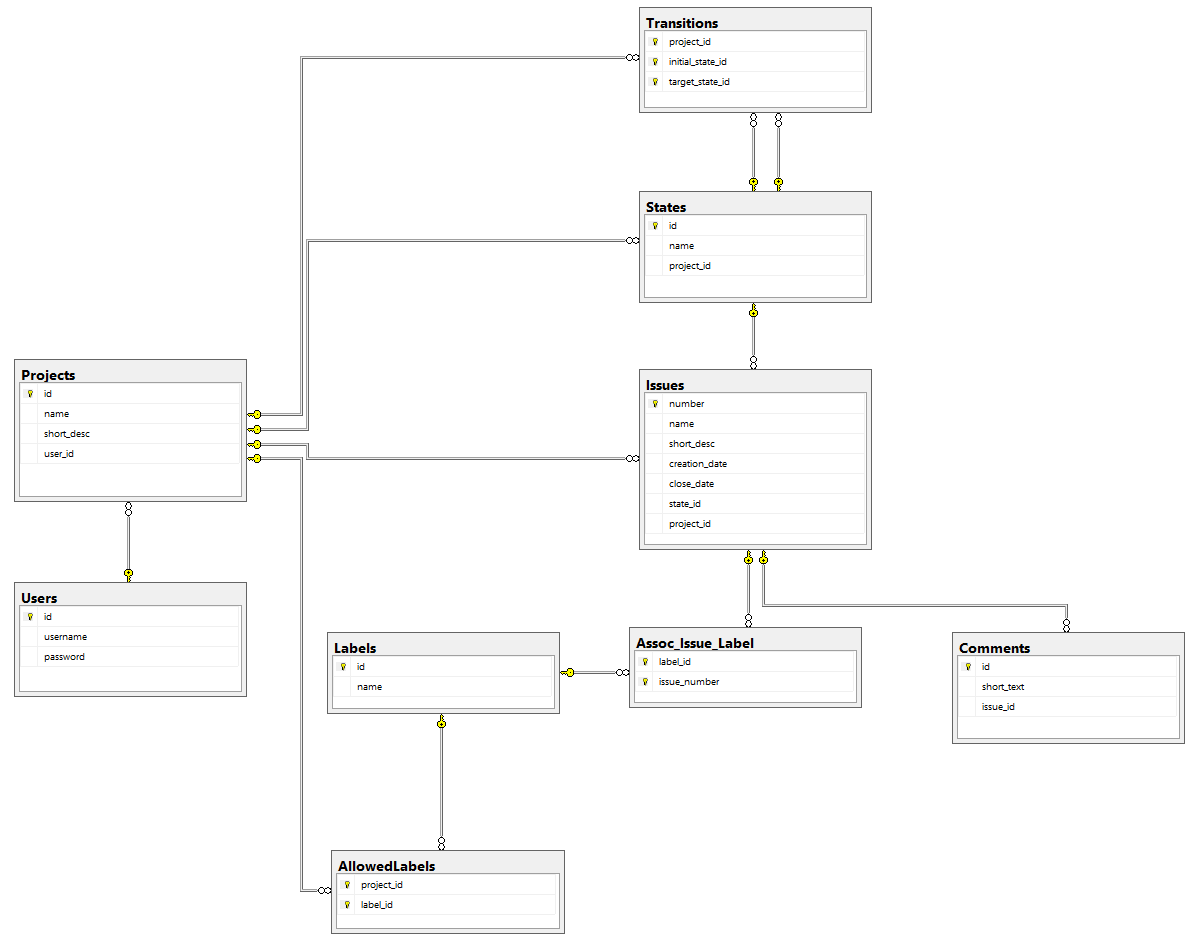 Transitions
project_id
initial_state_id
target_state_id
States
id
name
project_id
Projects
id
name
short_desc
user_id
Issues
number
name
short_desc
creation_date
close_date
state_id
project_id
Users
id
username
password
Labels
id
name
Assoc_Issue_Label
label_id
issue_number
Comments
id
short_text
issue_id
AllowedLabels
project_id
label_id